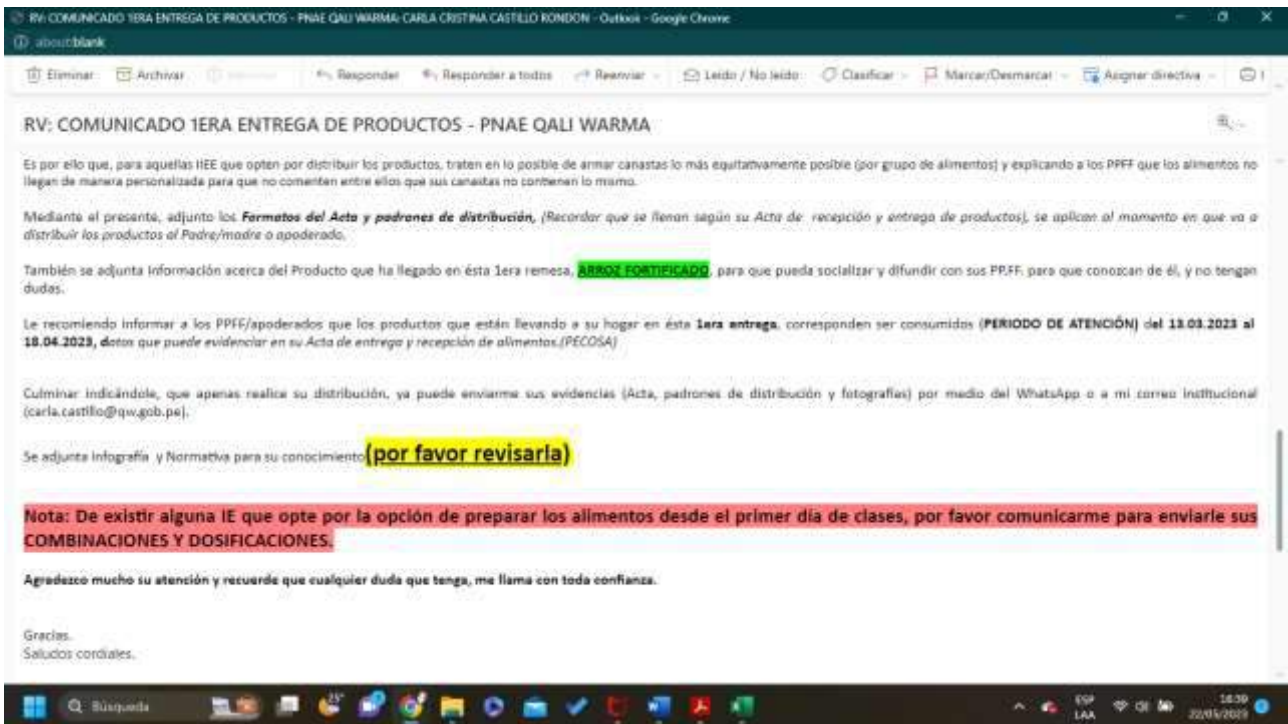 RV: COMUNICADO 1ERA ENTREGA DE PRODUCTOS - PNAE QALI WARMA: CARLA CRISTINA CASTILLO RONDON - Outlook - Google Chrome
about:blank
Eliminar Archivar Responder Responder a todos Reenviar Leído / No leído Clasificar Marcar/Desmarcar Asignar directiva
RV: COMUNICADO 1ERA ENTREGA DE PRODUCTOS - PNAE QALI WARMA
Es por ello que, para aquellas IIEE que opten por distribuir los productos, traten en lo posible de armar canastas lo más equitativamente posible (por grupo de alimentos) y explicando a los PPFF que los alimentos no
llegan de manera personalizada para que no comenten entre ellos que sus canastas no contienen lo mismo.
Mediante el presente, adjunto los Formatos del Acta y padrones de distribución, (Recordar que se llenan según su Acta de recepción y entrega de productos), se aplican al momento en que va a
distribuir los productos al Padre/madre o apoderado.
También se adjunta información acerca del Producto que ha llegado en ésta 1era remesa, ARROZ FORTIFICADO, para que pueda socializar y difundir con sus PP.FF. para que conozcan de él, y no tengan
dudas.
Le recomiendo informar a los PPFF/apoderados que los productos que están llevando a su hogar en ésta 1era entrega, corresponden ser consumidos (PERIODO DE ATENCIÓN) del 13.03.2023 al
18.04.2023, datos que puede evidenciar en su Acta de entrega y recepción de alimentos.(PECOSA)
Culminar indicándole, que apenas realice su distribución, ya puede enviarme sus evidencias (Acta, padrones de distribución y fotografías) por medio del WhatsApp o a mi correo institucional
(carla.castillo@qw.gob.pe).
Se adjunta infografía y Normativa para su conocimiento(por favor revisarla)
Nota: De existir alguna IE que opte por la opción de preparar los alimentos desde el primer día de clases, por favor comunicarme para enviarle sus
COMBINACIONES Y DOSIFICACIONES.
Agradezco mucho su atención y recuerde que cualquier duda que tenga, me llama con toda confianza.
Gracias.
Saludos cordiales.
Búsqueda 25° ESP 16:39
LAA 22/05/2023